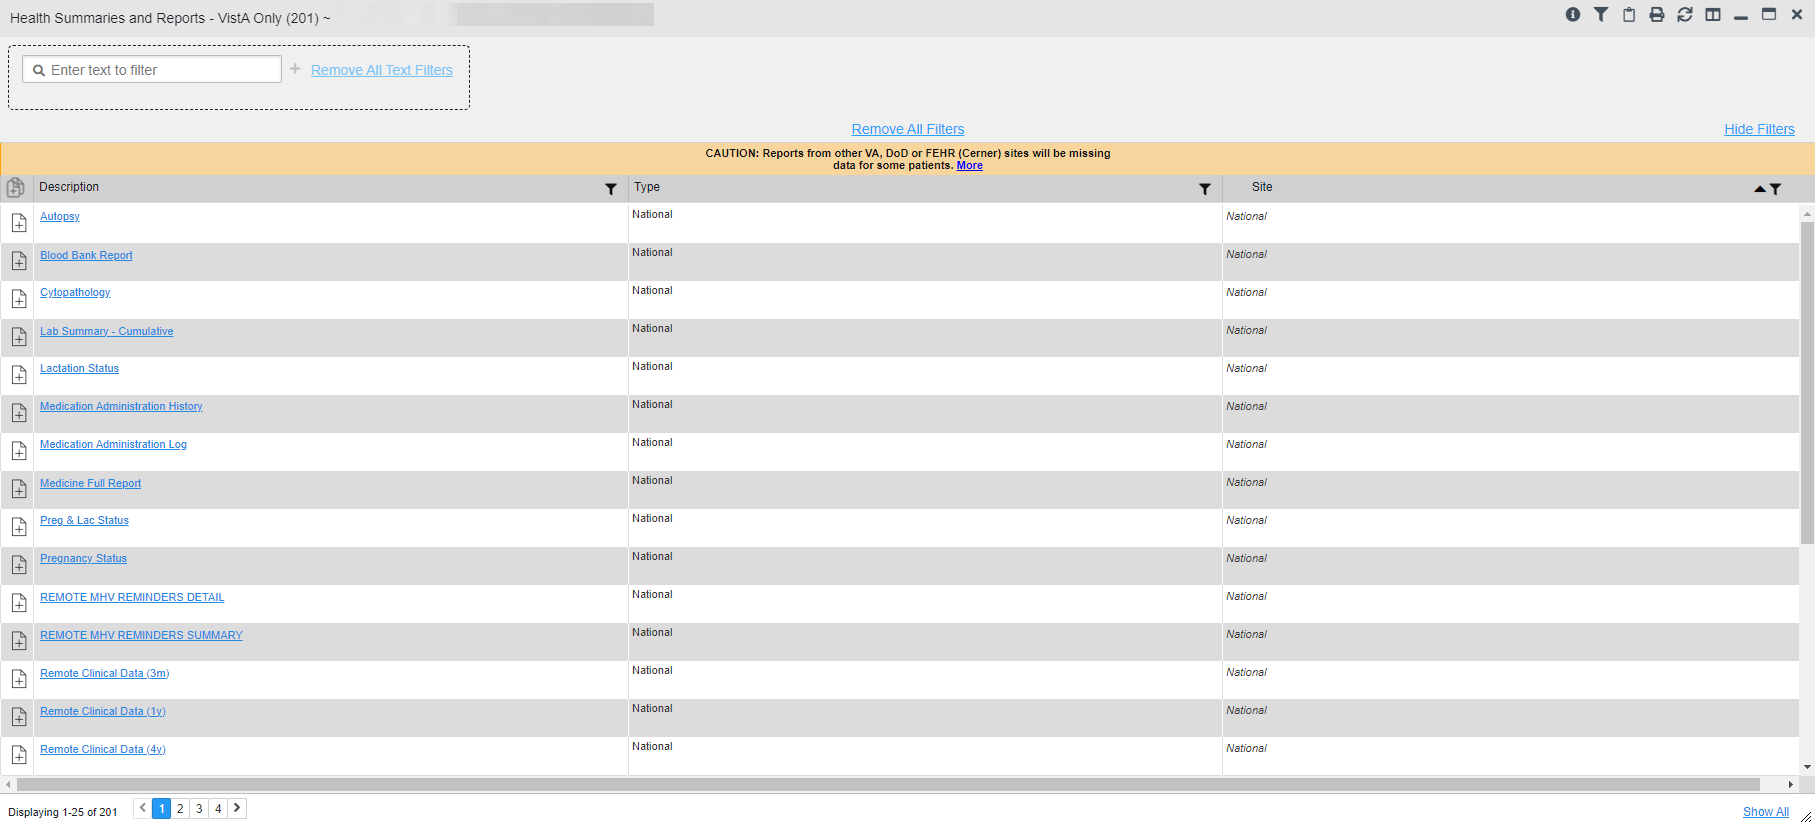 Health Summaries and Reports - VistA Only (201) ~
Enter text to filter
+ Remove All Text Filters
Remove All Filters
Hide Filters
CAUTION: Reports from other VA, DoD or FEHR (Cerner) sites will be missing
data for some patients. More
Description Type Site
Autopsy National National
Blood Bank Report National National
Cytopathology National National
Lab Summary - Cumulative National National
Lactation Status National National
Medication Administration History National National
Medication Administration Log National National
Medicine Full Report National National
Preg & Lac Status National National
Pregnancy Status National National
REMOTE MHV REMINDERS DETAIL National National
REMOTE MHV REMINDERS SUMMARY National National
Remote Clinical Data (3m) National National
Remote Clinical Data (1y) National National
Remote Clinical Data (4y) National National
Displaying 1-25 of 201 < 1 2 3 4 > Show All